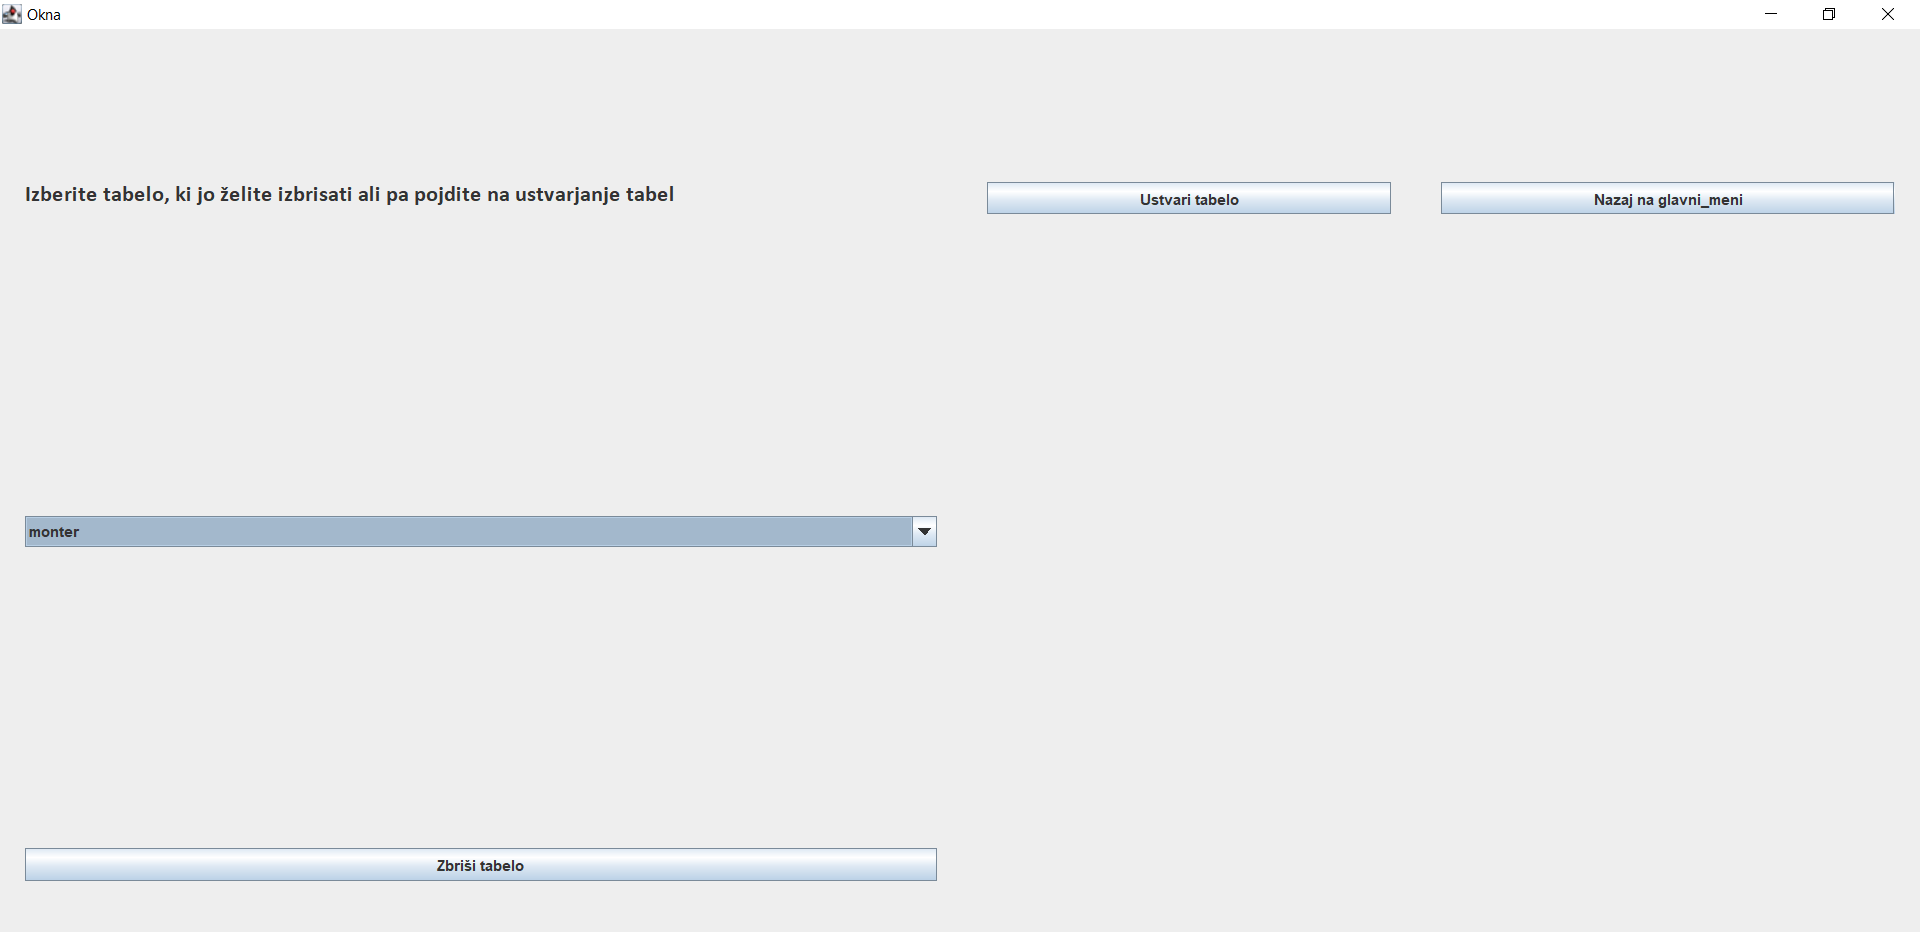 Okna
Izberite tabelo, ki jo želite izbrisati ali pa pojdite na ustvarjanje tabel
Ustvari tabelo
Nazaj na glavni_meni
monter
Zbriši tabelo